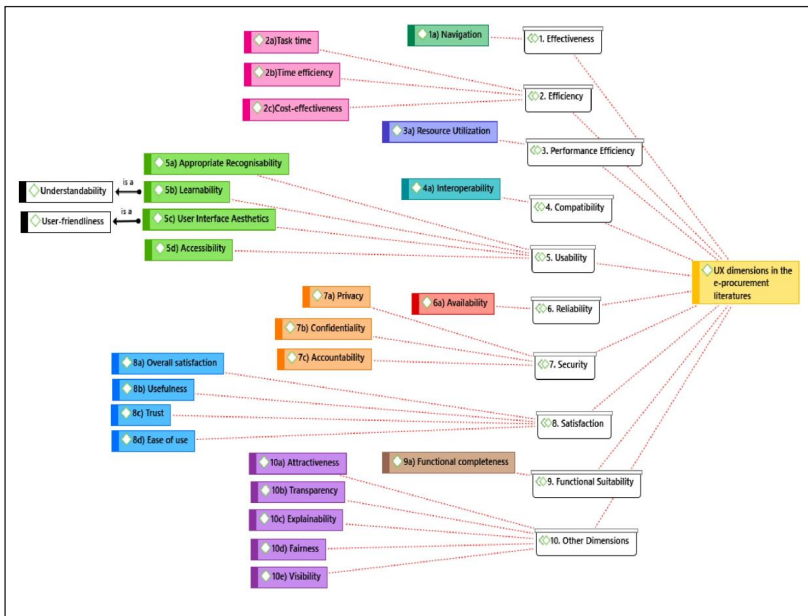 1a) Navigation
1. Effectiveness
2a)Task time
2b)Time efficiency
2c)Cost-effectiveness
2. Efficiency
3a) Resource Utilization
3. Performance Efficiency
4a) Interoperability
4. Compatibility
5a) Appropriate Recognisability
5b) Learnability
is a
Understandability
5c) User Interface Aesthetics
is a
User-friendliness
5d) Accessibility
5. Usability
UX dimensions in the
e-procurement
literatures
6a) Availability
6. Reliability
7a) Privacy
7b) Confidentiality
7c) Accountability
7. Security
8a) Overall satisfaction
8b) Usefulness
8c) Trust
8d) Ease of use
8. Satisfaction
9a) Functional completeness
9. Functional Suitability
10a) Attractiveness
10b) Transparency
10c) Explainability
10d) Fairness
10e) Visibility
10. Other Dimensions